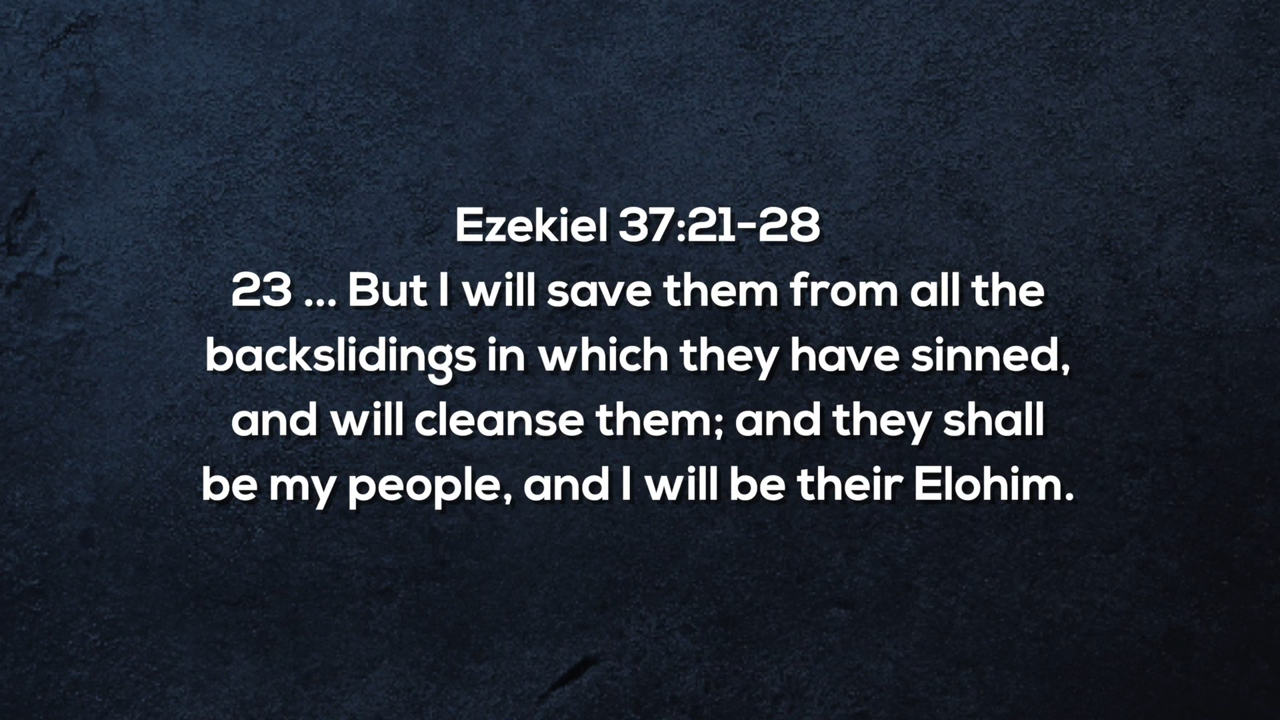 Ezekiel 37:21-28
23 ... But I will save them from all the
backslidings in which they have sinned,
and will cleanse them; and they shall
be my people, and I will be their Elohim.